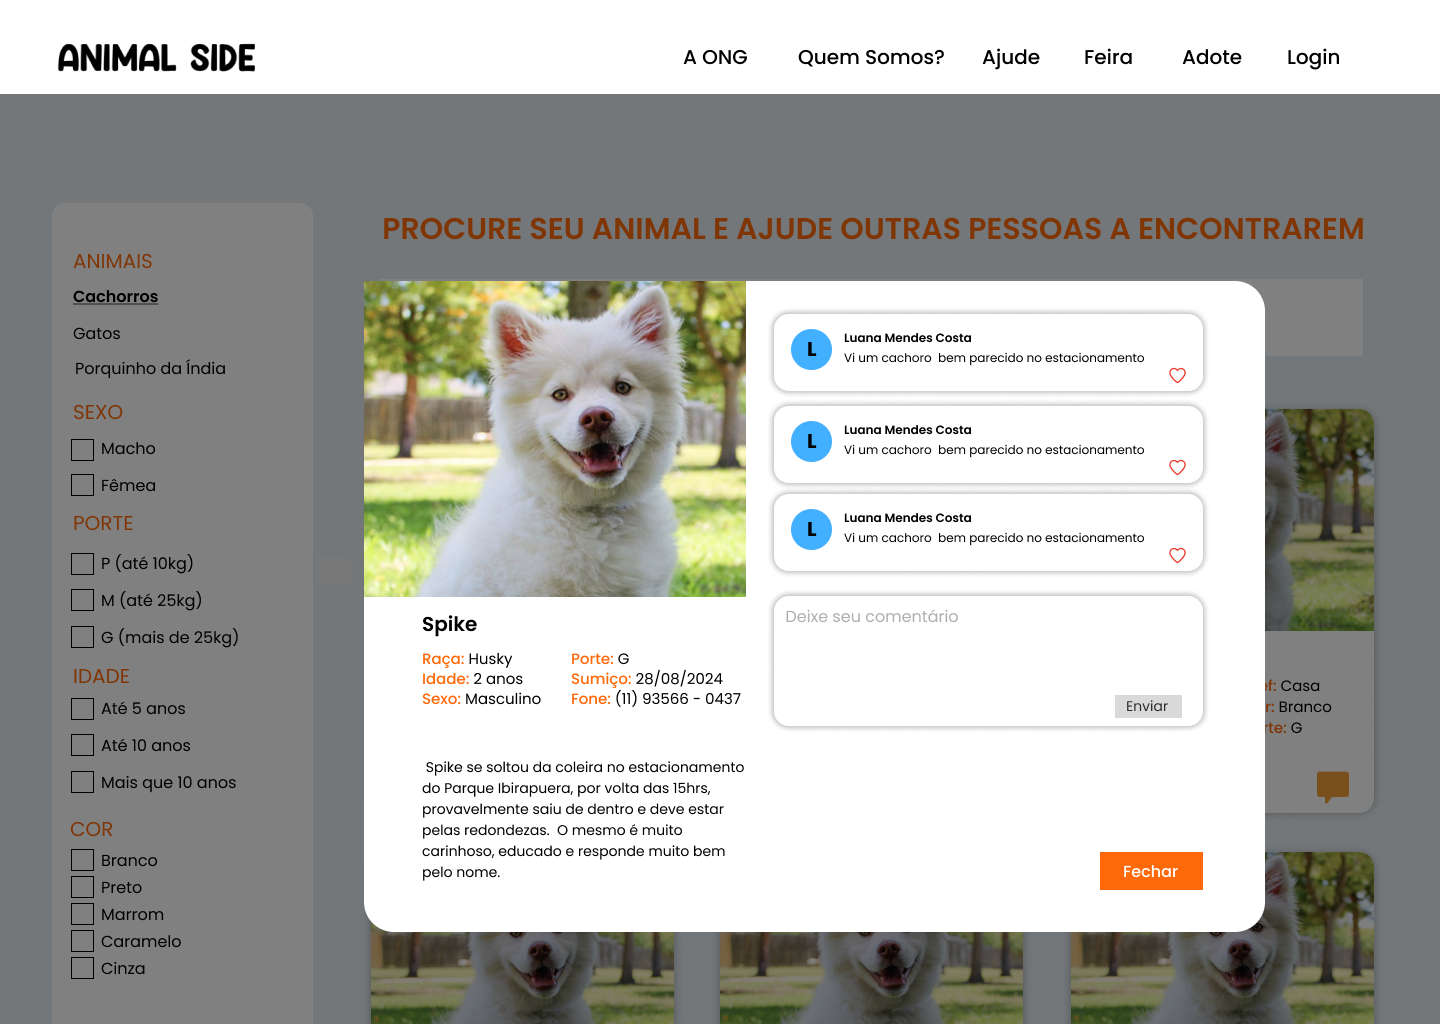 ANIMAL SIDE
A ONG
Quem Somos?
Ajude
Feira
Adote
Login
PROCURE SEU ANIMAL E AJUDE OUTRAS PESSOAS A ENCONTRAREM
ANIMAIS
Cachorros
Gatos
Porquinho da Índia
SEXO
Macho
Fêmea
PORTE
P (até 10kg)
M (até 25kg)
G (mais de 25kg)
IDADE
Até 5 anos
Até 10 anos
Mais que 10 anos
COR
Branco
Preto
Marrom
Caramelo
Cinza
Spike
Raça: Husky
Idade: 2 anos
Sexo: Masculino
Porte: G
Sumiço: 28/08/2024
Fone: (11) 93566 - 0437
Spike se soltou da coleira no estacionamento
do Parque Ibirapuera, por volta das 15hrs,
provavelmente saiu de dentro e deve estar
pelas redondezas.  O mesmo é muito
carinhoso, educado e responde muito bem
pelo nome.
L
Luana Mendes Costa
Vi um cachoro  bem parecido no estacionamento
L
Luana Mendes Costa
Vi um cachoro  bem parecido no estacionamento
L
Luana Mendes Costa
Vi um cachoro  bem parecido no estacionamento
Deixe seu comentário
Enviar
Fechar
Casa
Branco
G